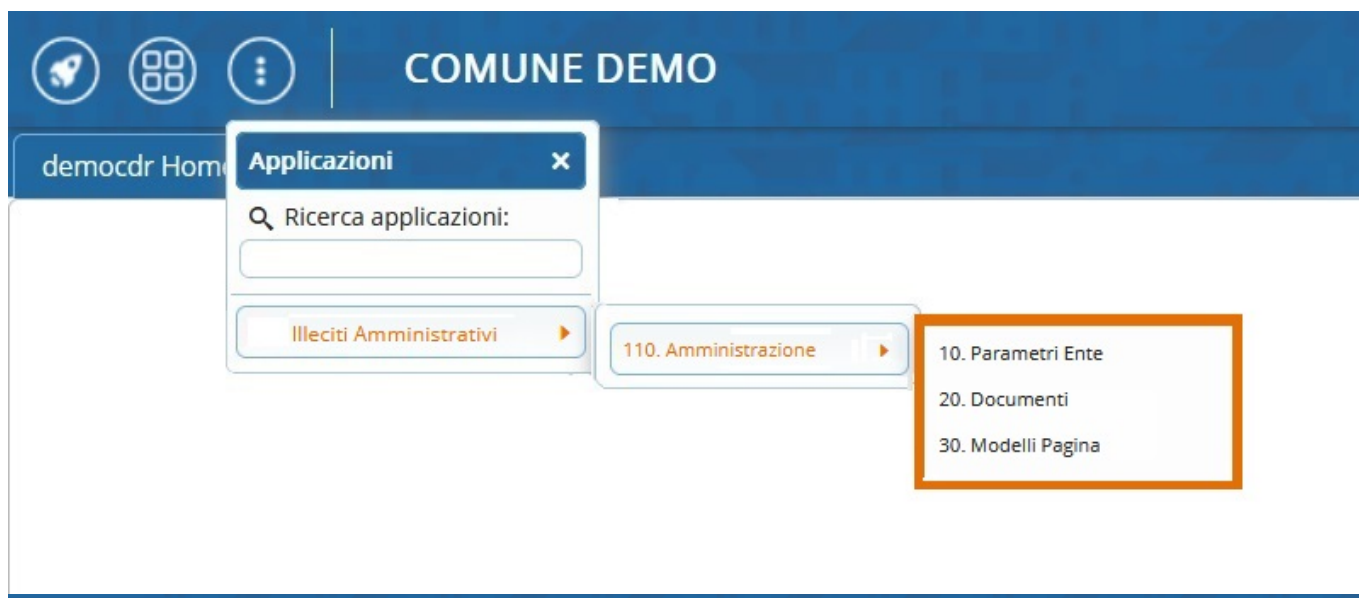 COMUNE DEMO
democdr Home
Applicazioni
Ricerca applicazioni:
Illeciti Amministrativi
110. Amministrazione
10. Parametri Ente
20. Documenti
30. Modelli Pagina